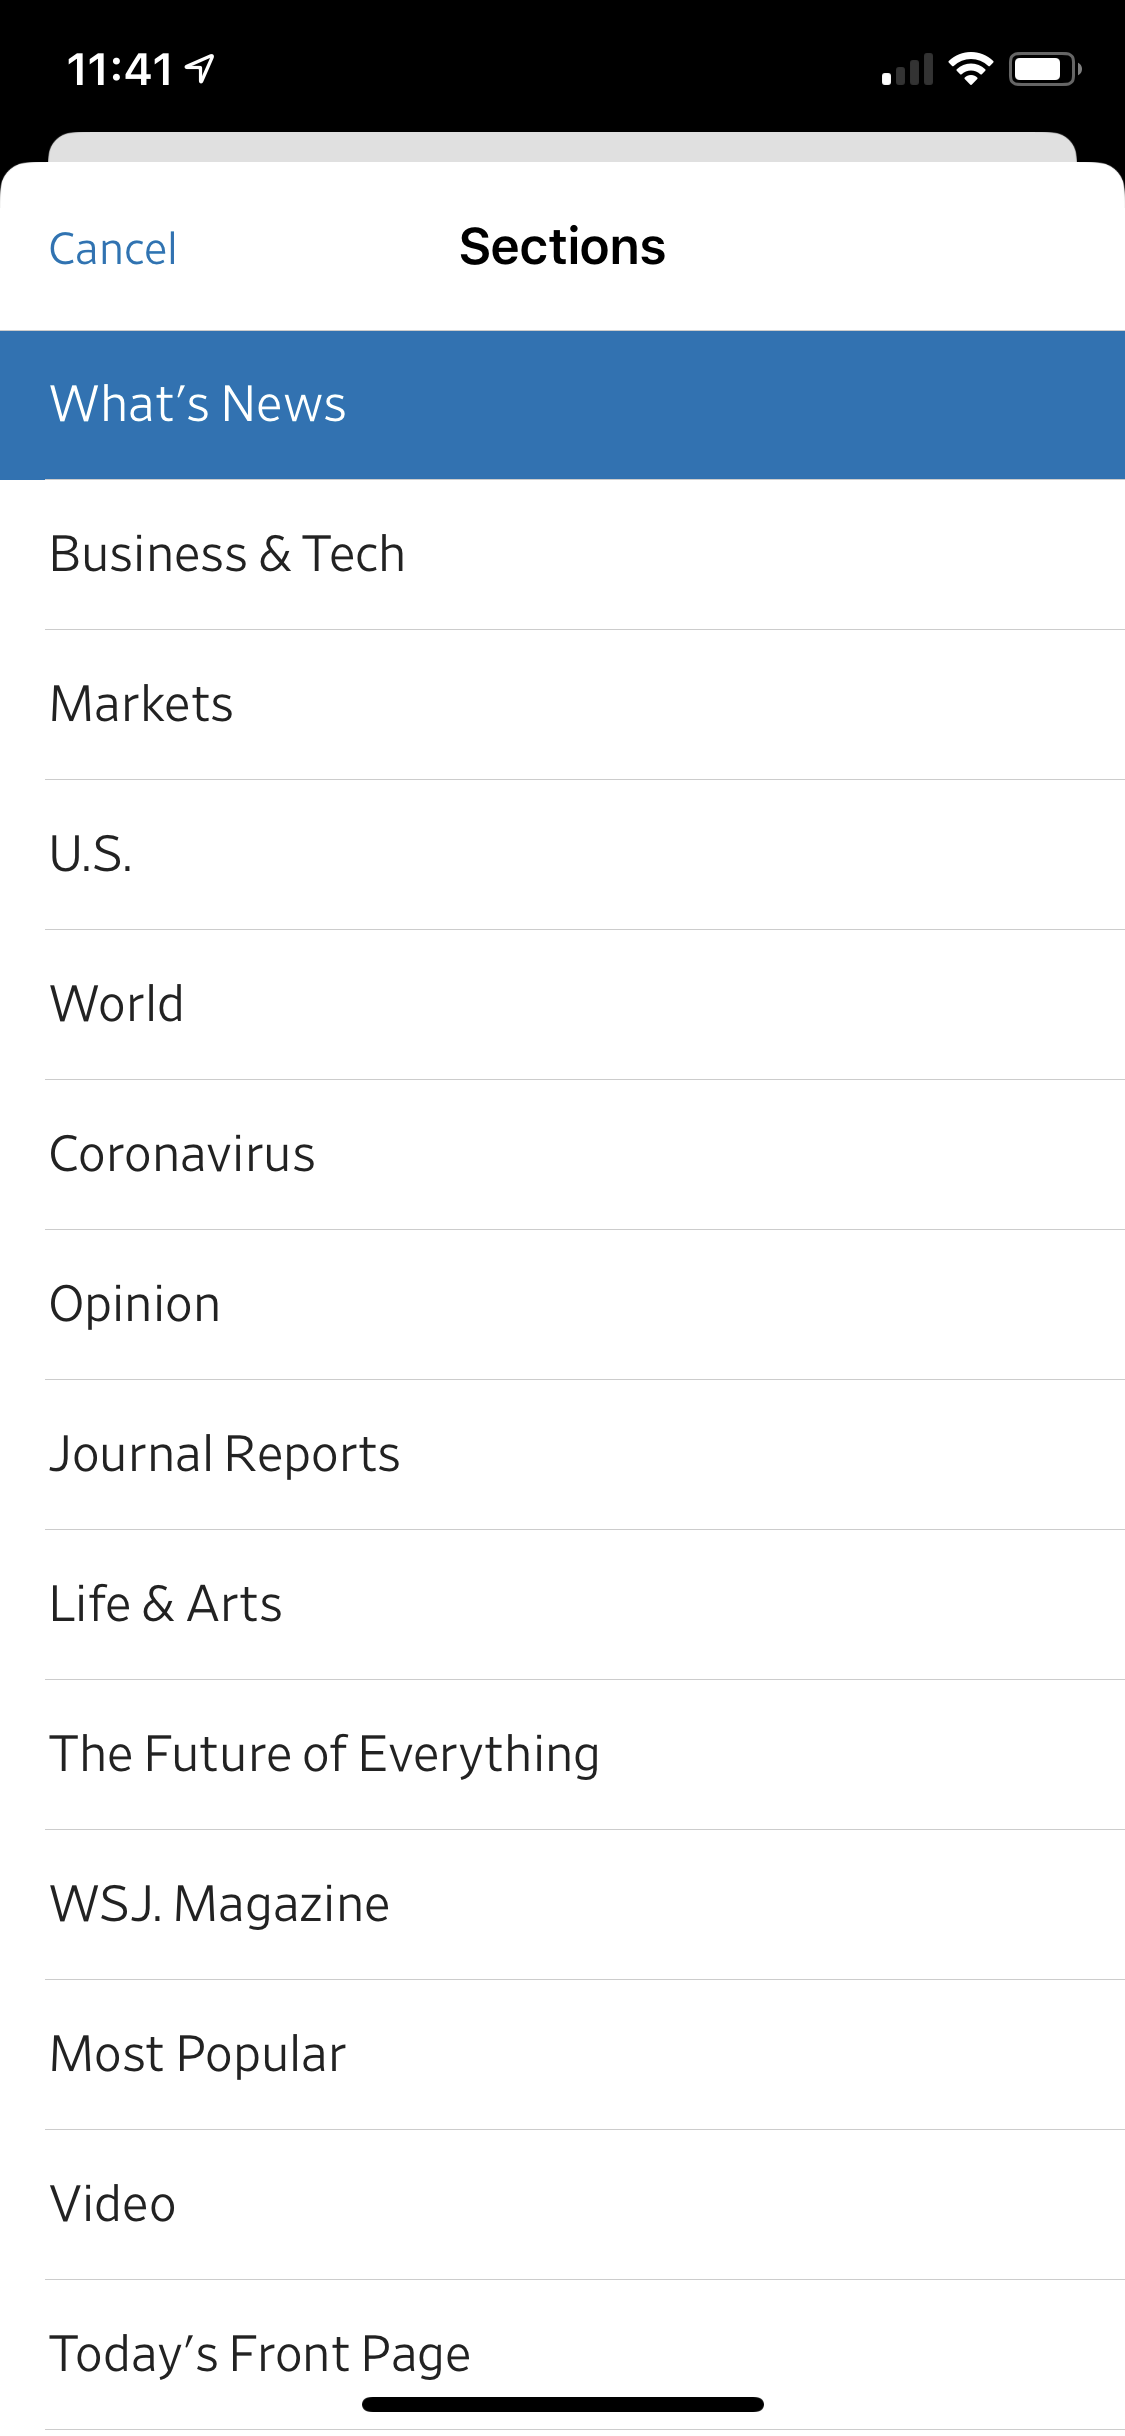 11:41
Cancel
Sections
What’s News
Business & Tech
Markets
U.S.
World
Coronavirus
Opinion
Journal Reports
Life & Arts
The Future of Everything
WSJ. Magazine
Most Popular
Video
Today’s Front Page